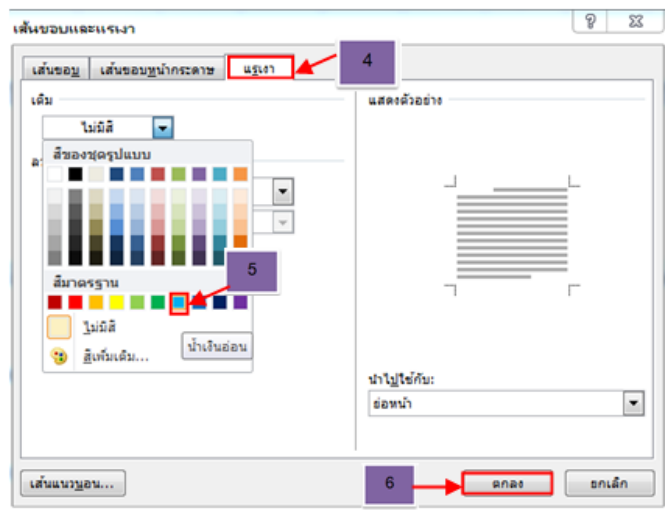 เส้นขอบและแรเงา
4
เส้นขอบ เส้นขอบหน้ากระดาษ แรเงา
เติม
แสดงตัวอย่าง
ไม่มีสี
สีของชุดรูปแบบ
5
สีมาตรฐาน
ไม่มีสี
น้ำเงินอ่อน
สีเพิ่มเติม...
นำไปใช้กับ:
ย่อหน้า
เส้นแนวนอน...
6
ตกลง
ยกเลิก